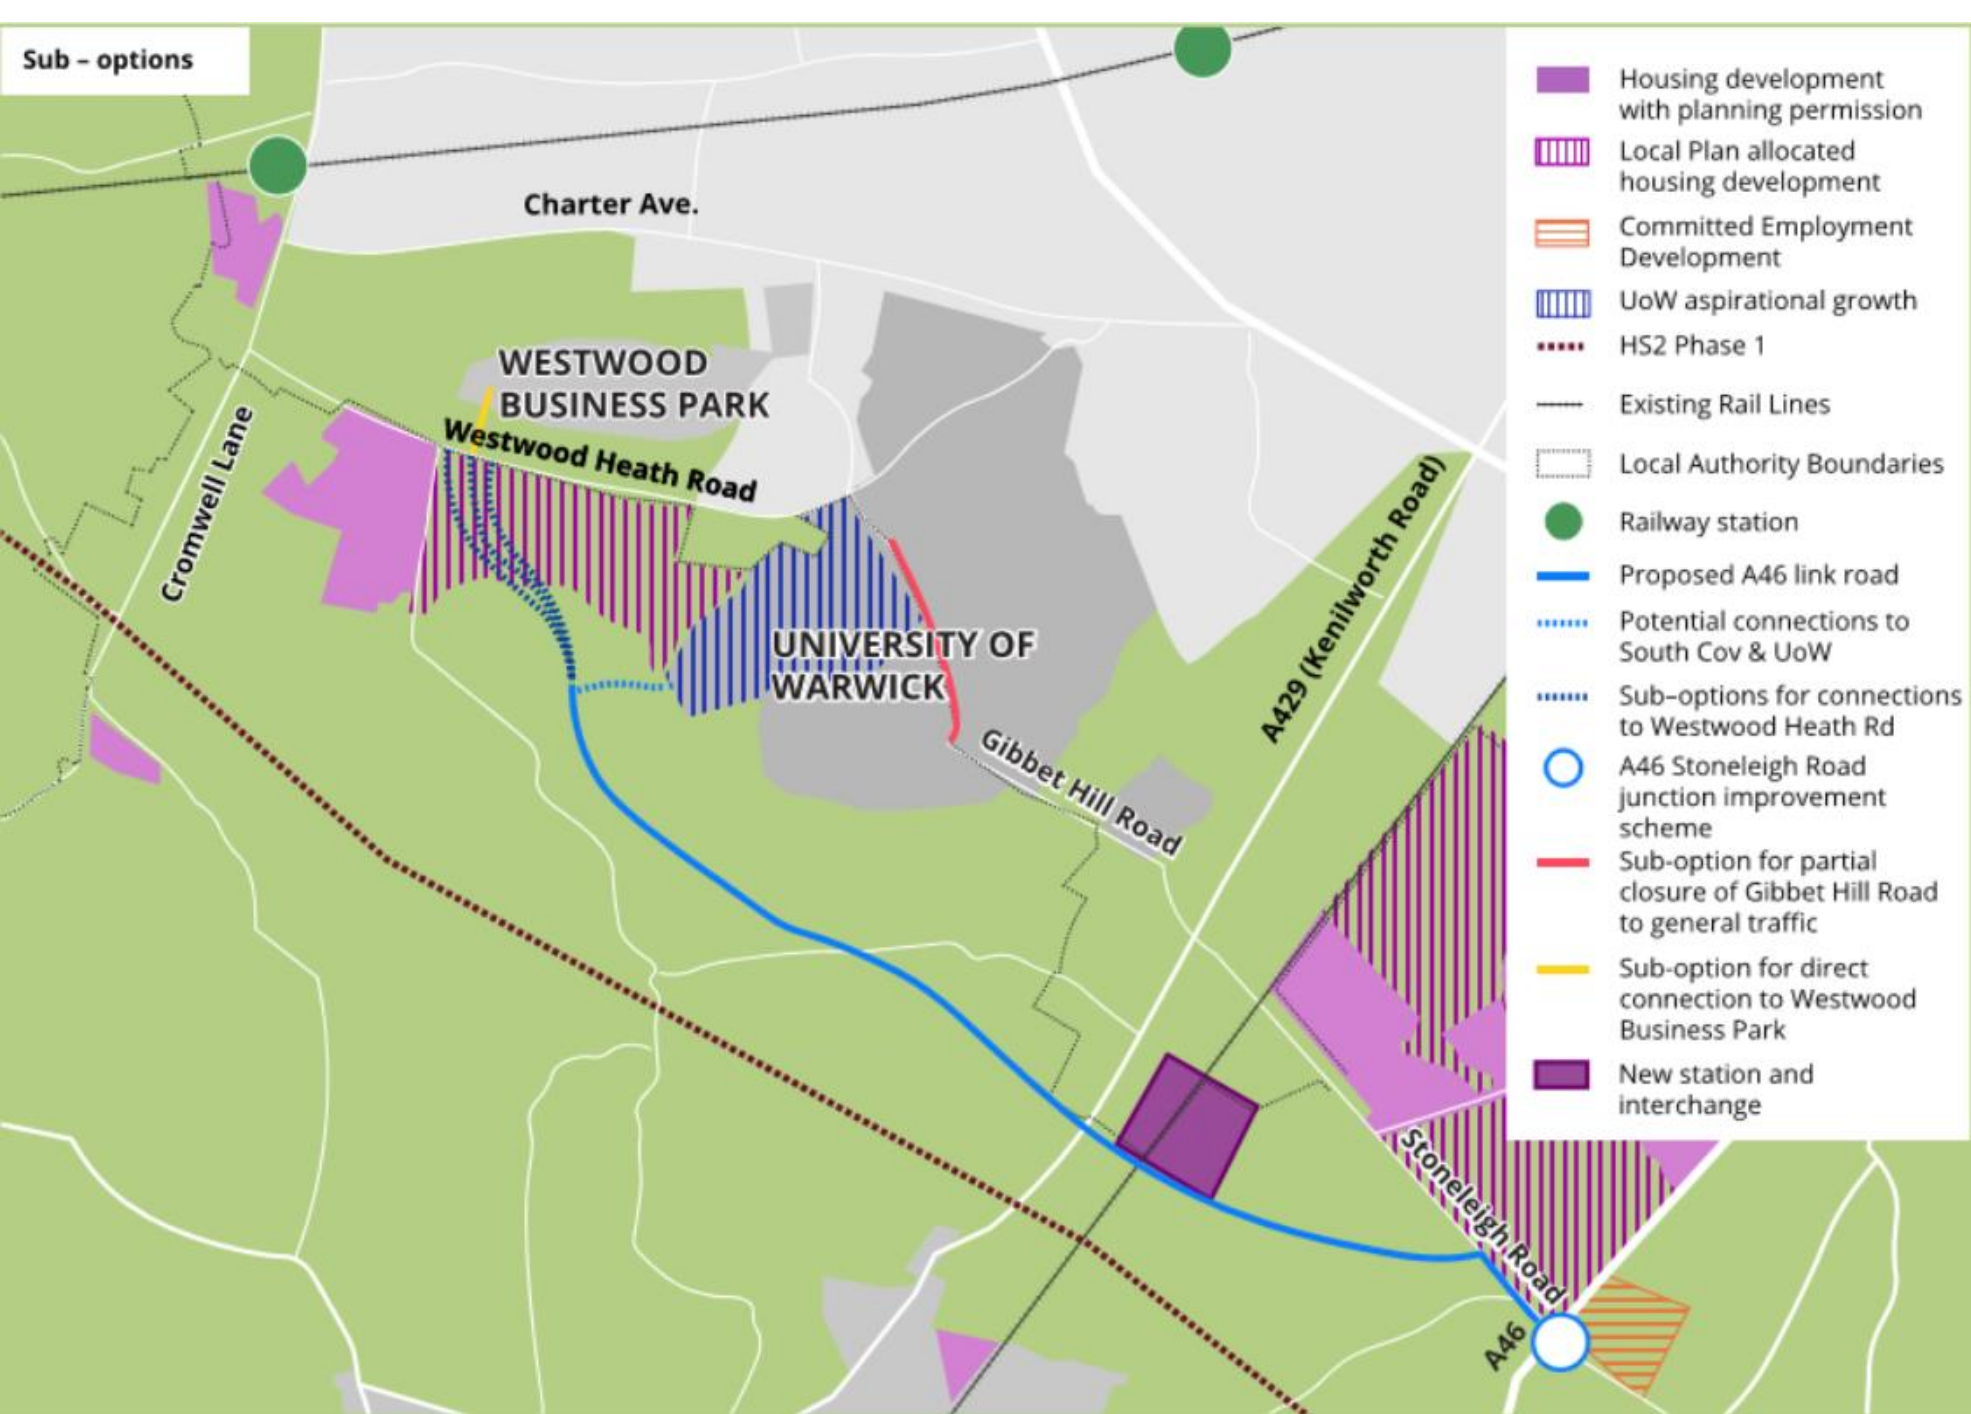 Sub – options
Charter Ave.
WESTWOOD
BUSINESS PARK
Westwood Heath Road
Cromwell Lane
UNIVERSITY OF
WARWICK
Gibbet Hill Road
A429 (Kenilworth Road)
Stoneleigh Road
A46
Housing development
with planning permission
Local Plan allocated
housing development
Committed Employment
Development
UoW aspirational growth
HS2 Phase 1
Existing Rail Lines
Local Authority Boundaries
Railway station
Proposed A46 link road
Potential connections to
South Cov & UoW
Sub–options for connections
to Westwood Heath Rd
A46 Stoneleigh Road
junction improvement
scheme
Sub-option for partial
closure of Gibbet Hill Road
to general traffic
Sub-option for direct
connection to Westwood
Business Park
New station and
interchange